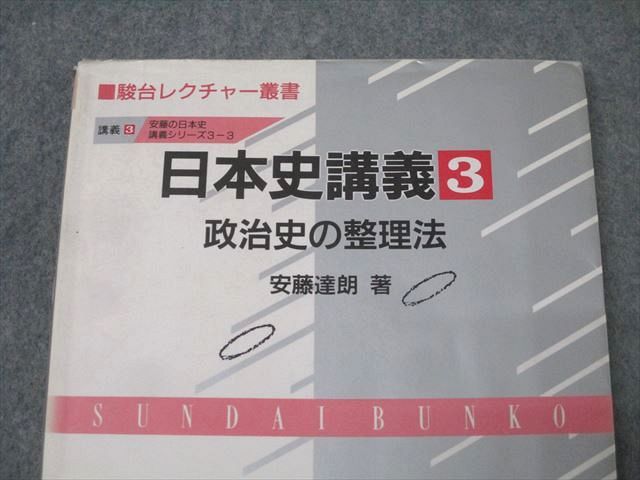 ■駿台レクチャー叢書
講義3
安藤の日本史
講義シリーズ3-3
日本史講義3
政治史の整理法
安藤達朗 著
SUNDAI BUNKO